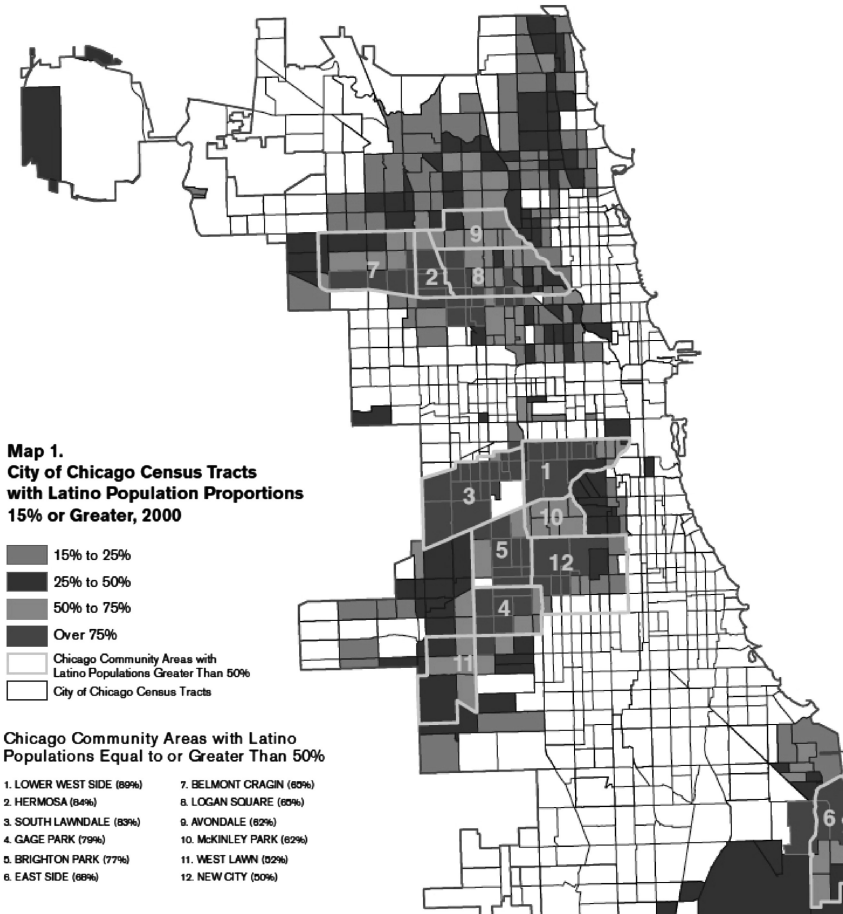 9
7
2
8
Map 1.
City of Chicago Census Tracts
with Latino Population Proportions
15% or Greater, 2000
1
3
10
5
12
4
11
6
15% to 25%
25% to 50%
50% to 75%
Over 75%
Chicago Community Areas with
Latino Populations Greater Than 50%
City of Chicago Census Tracts
Chicago Community Areas with Latino
Populations Equal to or Greater Than 50%
1. LOWER WEST SIDE (89%)
2. HERMOSA (84%)
3. SOUTH LAWNDALE (83%)
4. GAGE PARK (79%)
5. BRIGHTON PARK (77%)
6. EAST SIDE (68%)
7. BELMONT CRAGIN (65%)
8. LOGAN SQUARE (65%)
9. AVONDALE (62%)
10. McKINLEY PARK (62%)
11. WEST LAWN (52%)
12. NEW CITY (50%)